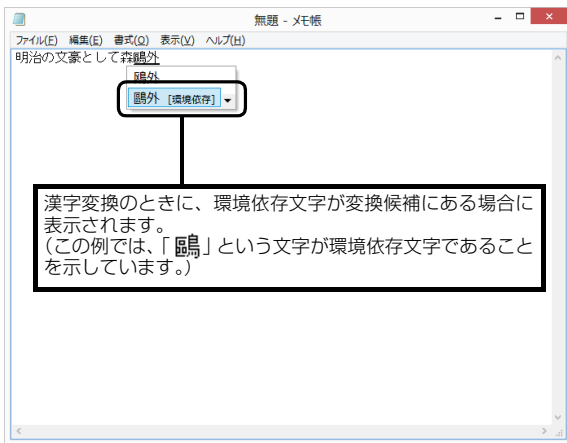 無題 - メモ帳
ファイル(F) 編集(E) 書式(O) 表示(V) ヘルプ(H)
明治の文豪として森鷗外
鴎外
鷗外 [環境依存]
漢字変換のときに、環境依存文字が変換候補にある場合に
表示されます。
(この例では、「鷗」という文字が環境依存文字であること
を示しています。)